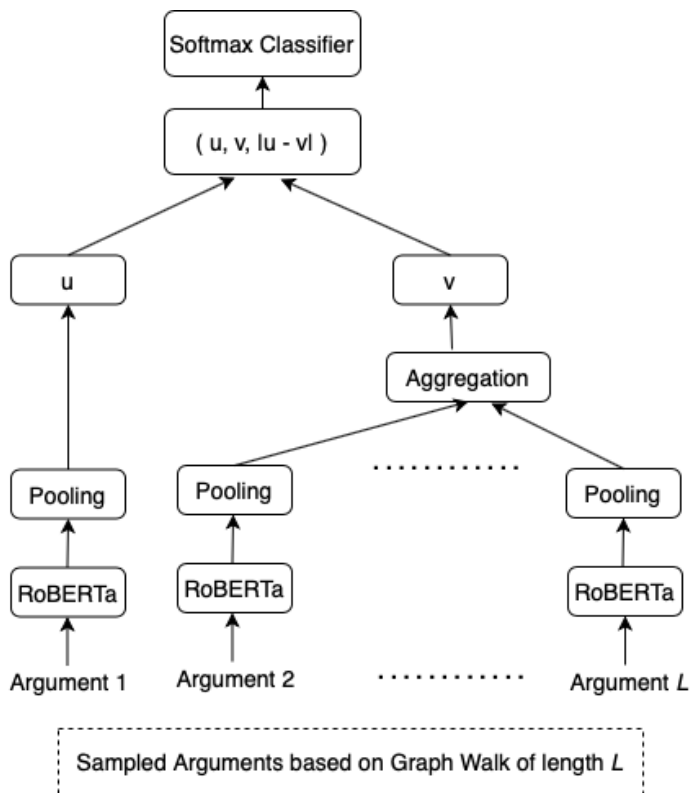 Softmax Classifier
( u, v, |u - v| )
u
v
Aggregation
Pooling
Pooling
Pooling
RoBERTa
RoBERTa
RoBERTa
Argument 1
Argument 2
Argument L
Sampled Arguments based on Graph Walk of length L